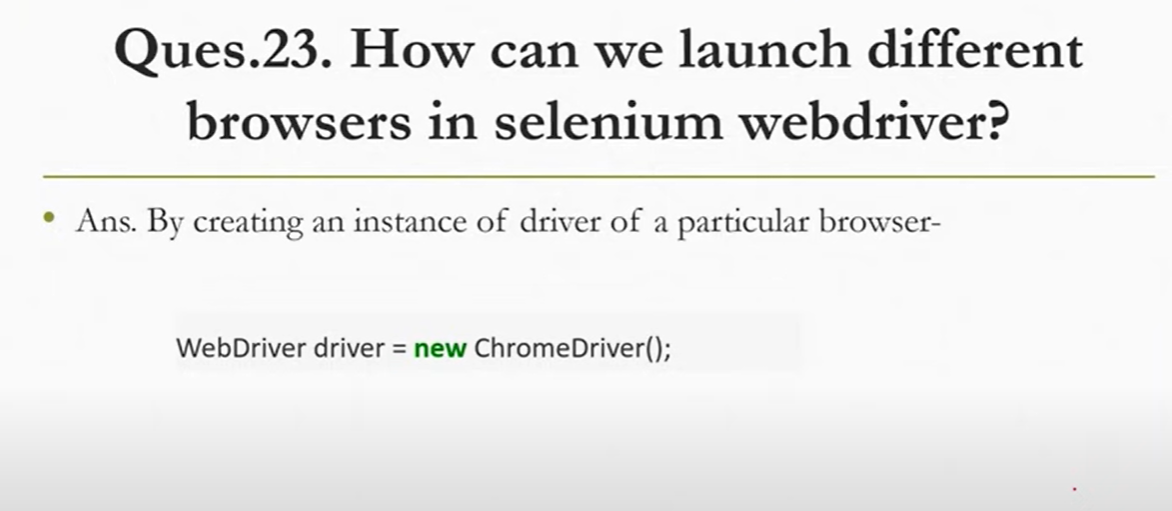 Ques.23. How can we launch different
browsers in selenium webdriver?
• Ans. By creating an instance of driver of a particular browser-
WebDriver driver = new ChromeDriver();